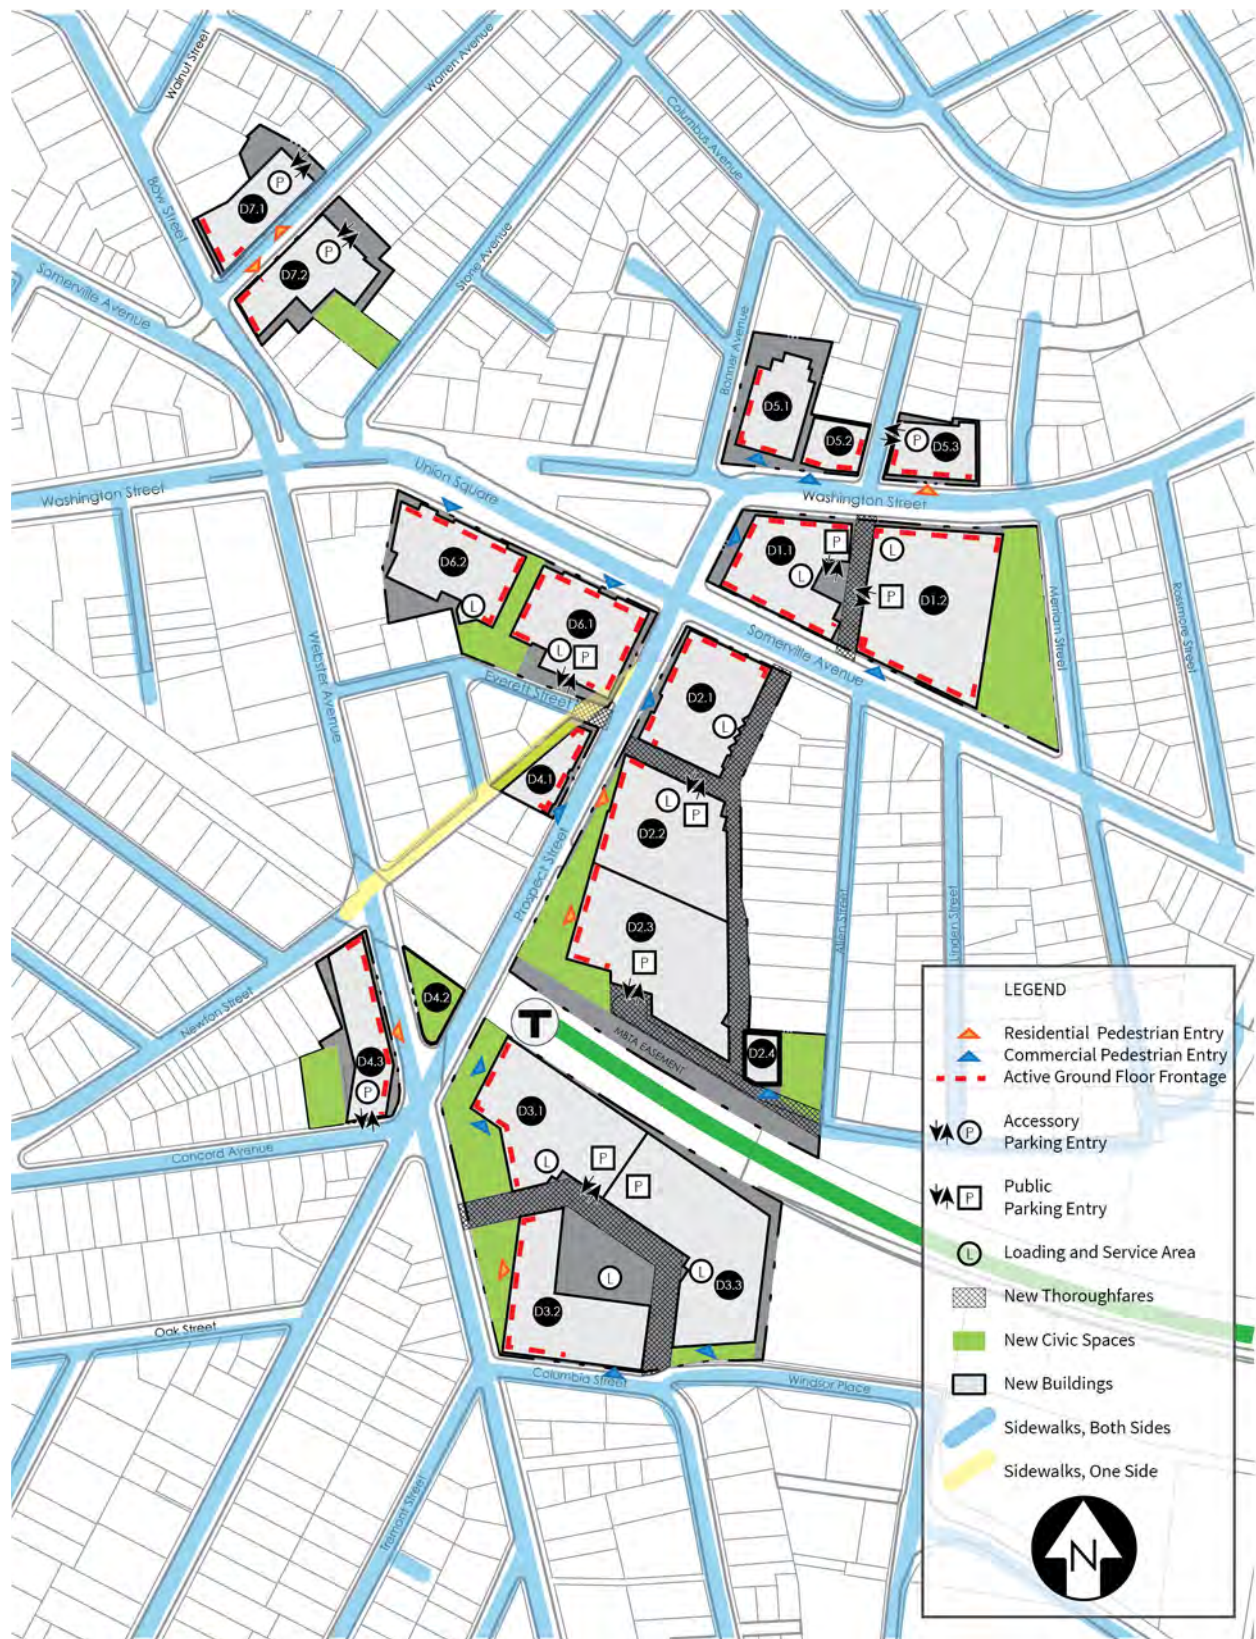 Walnut Street
Warren Avenue
Columbus Avenue
Bow Street
P
D7.1
P
D7.2
Stone Avenue
Somerville Avenue
Bonner Avenue
D5.1
D5.2
P
D5.3
Union Square
Washington Street
Washington Street
D6.2
L
D6.1
L
P
D1.1
P
L
L
P
D1.2
Merriam Street
Rossmore Street
Webster Avenue
Everett Street
Somerville Avenue
D2.1
L
D4.1
L
P
D2.2
Prospect Street
D2.3
P
Allen Street
Linden Street
Newton Street
D4.2
T
MBTA EASEMENT
D2.4
D4.3
P
Concord Avenue
D3.1
L
P
P
L
D3.2
L
D3.3
Oak Street
Columbia Street
Windsor Place
Tremont Street
LEGEND
Residential Pedestrian Entry
Commercial Pedestrian Entry
Active Ground Floor Frontage
P
Accessory
Parking Entry
P
Public
Parking Entry
L
Loading and Service Area
New Thoroughfares
New Civic Spaces
New Buildings
Sidewalks, Both Sides
Sidewalks, One Side
N